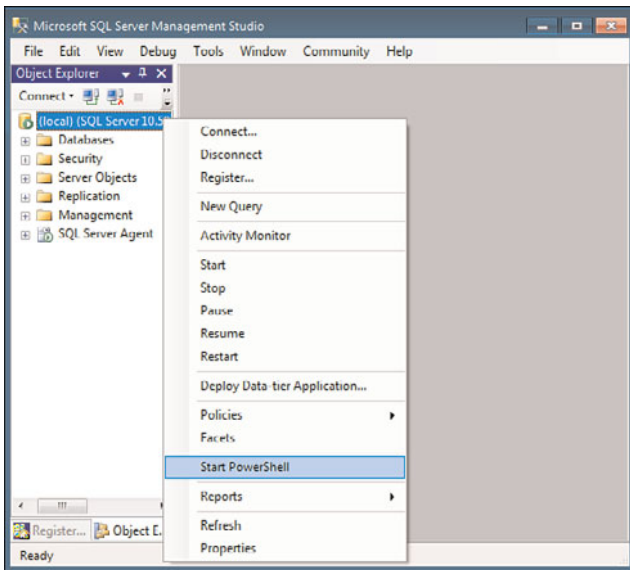 Microsoft SQL Server Management Studio
File Edit View Debug Tools Window Community Help
Object Explorer
Connect
(local) (SQL Server 10.5
Databases
Security
Server Objects
Replication
Management
SQL Server Agent
Connect...
Disconnect
Register...
New Query
Activity Monitor
Start
Stop
Pause
Resume
Restart
Deploy Data-tier Application...
Policies
Facets
Start PowerShell
Reports
Refresh
Properties
Register... Object E.
Ready